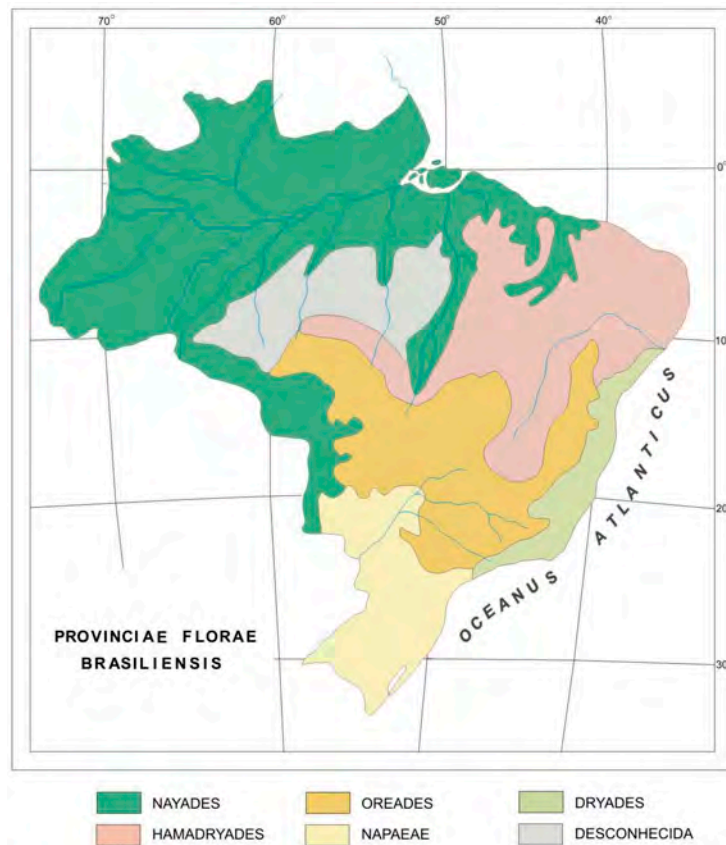 70° 60° 50° 40°
0°
10
20
30
OCEANUS ATLANTICUS
PROVINCIAE FLORAE
BRASILIENSIS
NAYADES OREADES DRYADES
HAMADRYADES NAPAEAE DESCONHECIDA